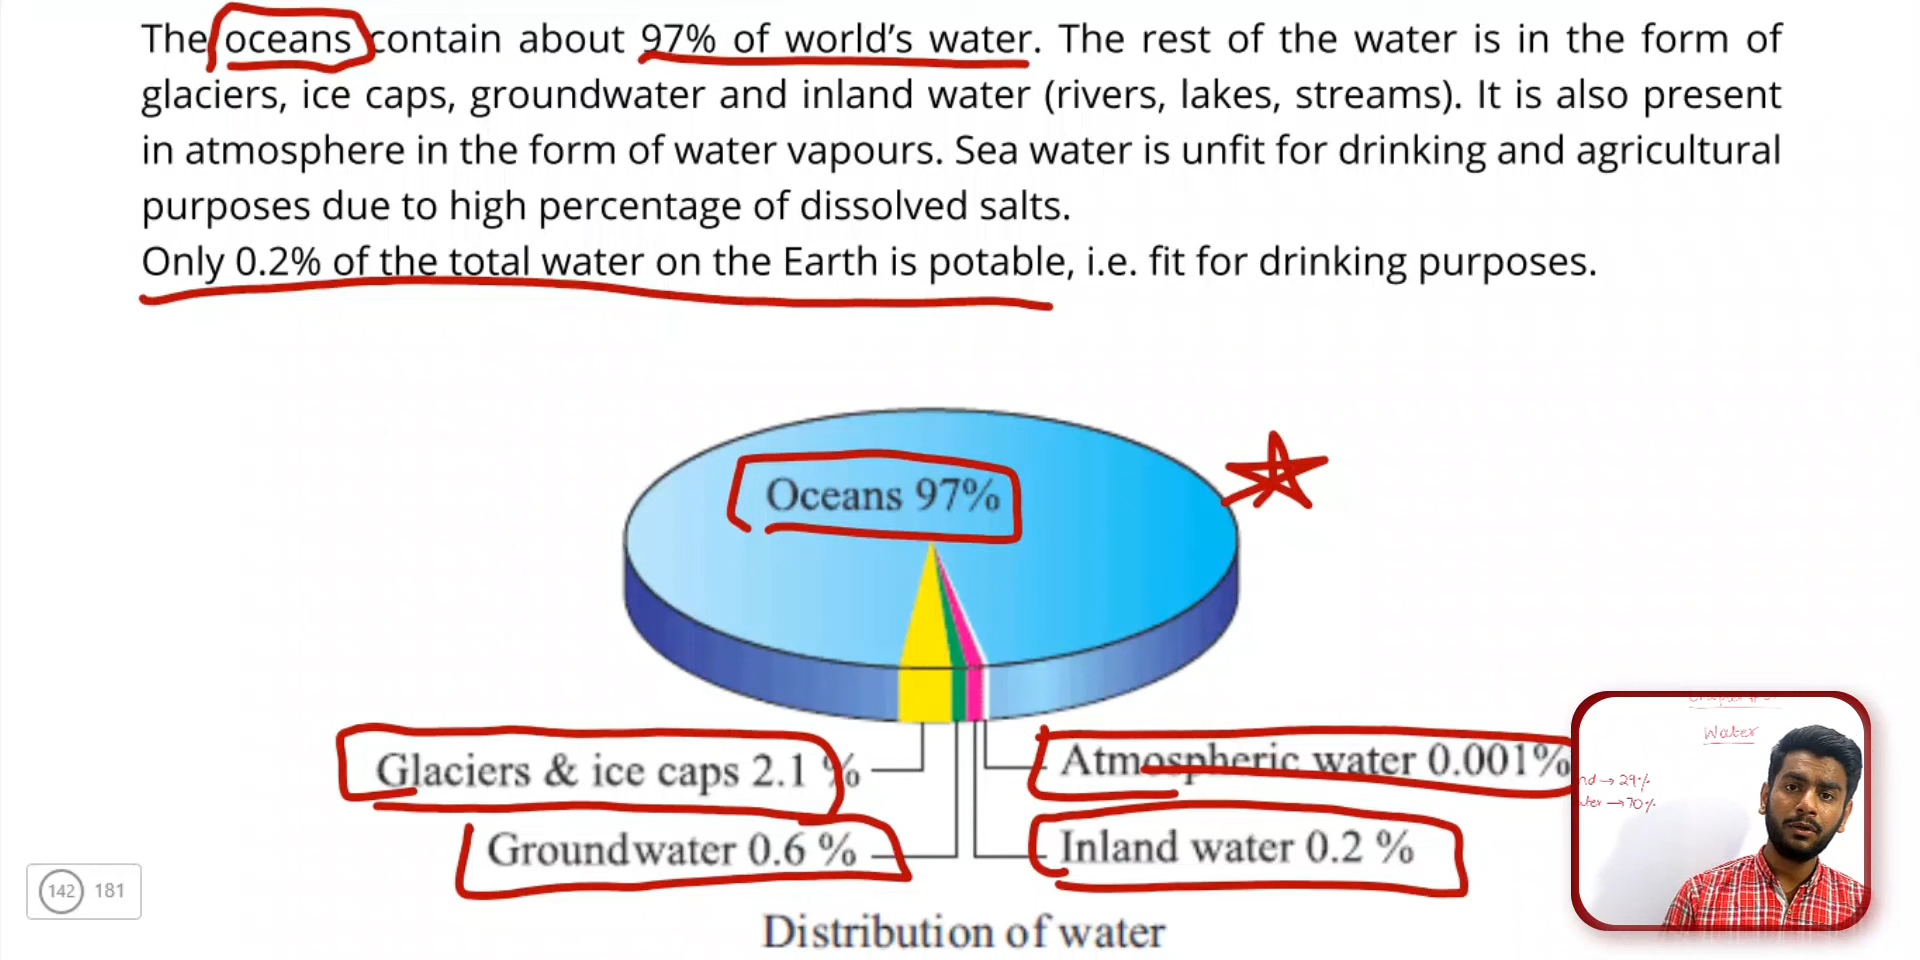 The oceans contain about 97% of world's water. The rest of the water is in the form of
glaciers, ice caps, groundwater and inland water (rivers, lakes, streams). It is also present
in atmosphere in the form of water vapours. Sea water is unfit for drinking and agricultural
purposes due to high percentage of dissolved salts.
Only 0.2% of the total water on the Earth is potable, i.e. fit for drinking purposes.
Oceans 97%
Glaciers & ice caps 2.1 %
Atmospheric water 0.001%
Groundwater 0.6 %
Inland water 0.2 %
Distribution of water
142 181
Water
nd → 29%
ter → 70%